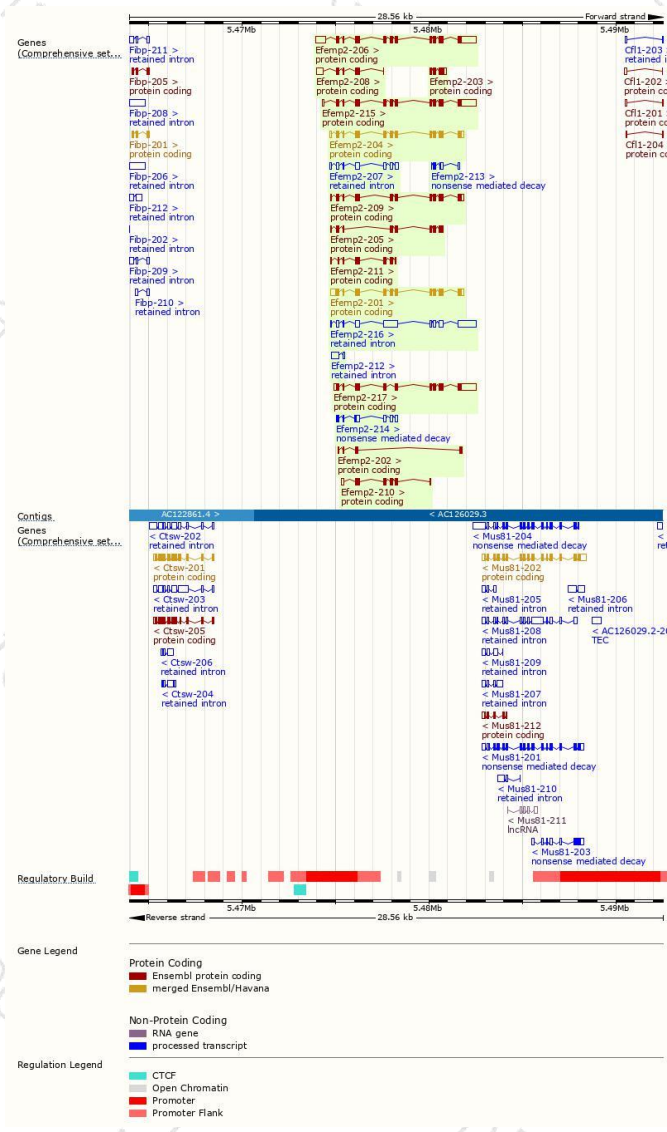 28.56 kb Forward strand
5.47Mb 5.48Mb 5.49Mb
Genes
(Comprehensive set...
Fibp-211 > Efemp2-206 > Cfl1-203 >
retained intron protein coding retained i
Fibp-205 > Efemp2-208 > Efemp2-203 > Cfl1-202 >
protein coding protein coding protein coding protein co
Fibp-208 > Efemp2-215 > Cfl1-201 >
retained intron protein coding protein co
Fibp-201 > Efemp2-204 > Cfl1-204 >
protein coding protein coding protein co
Fibp-206 > Efemp2-207 > Efemp2-213 >
retained intron retained intron nonsense mediated decay
Fibp-212 > Efemp2-209 >
retained intron protein coding
Fibp-202 > Efemp2-205 >
retained intron protein coding
Fibp-209 > Efemp2-211 >
retained intron protein coding
Fibp-210 > Efemp2-201 >
retained intron protein coding
Efemp2-216 >
retained intron
Efemp2-212 >
retained intron
Efemp2-217 >
protein coding
Efemp2-214 >
nonsense mediated decay
Efemp2-202 >
protein coding
Efemp2-210 >
protein coding
Contigs AC122861.4 > < AC126029.3
Genes
(Comprehensive set...
< Ctsw-202 < Mus81-204 <
retained intron nonsense mediated decay re
< Ctsw-201 < Mus81-202
protein coding protein coding
< Ctsw-203 < Mus81-205 < Mus81-206
retained intron retained intron retained intron
< Ctsw-205 < Mus81-208 < AC126029.2-20
protein coding retained intron TEC
< Ctsw-206 < Mus81-209
retained intron retained intron
< Ctsw-204 < Mus81-207
retained intron retained intron
< Mus81-212
protein coding
< Mus81-201
nonsense mediated decay
< Mus81-210
retained intron
< Mus81-211
lncRNA
< Mus81-203
nonsense mediated decay
Regulatory Build
5.47Mb 5.48Mb 5.49Mb
Reverse strand 28.56 kb
Gene Legend
Protein Coding
Ensembl protein coding
merged Ensembl/Havana
Non-Protein Coding
RNA gene
processed transcript
Regulation Legend
CTCF
Open Chromatin
Promoter
Promoter Flank